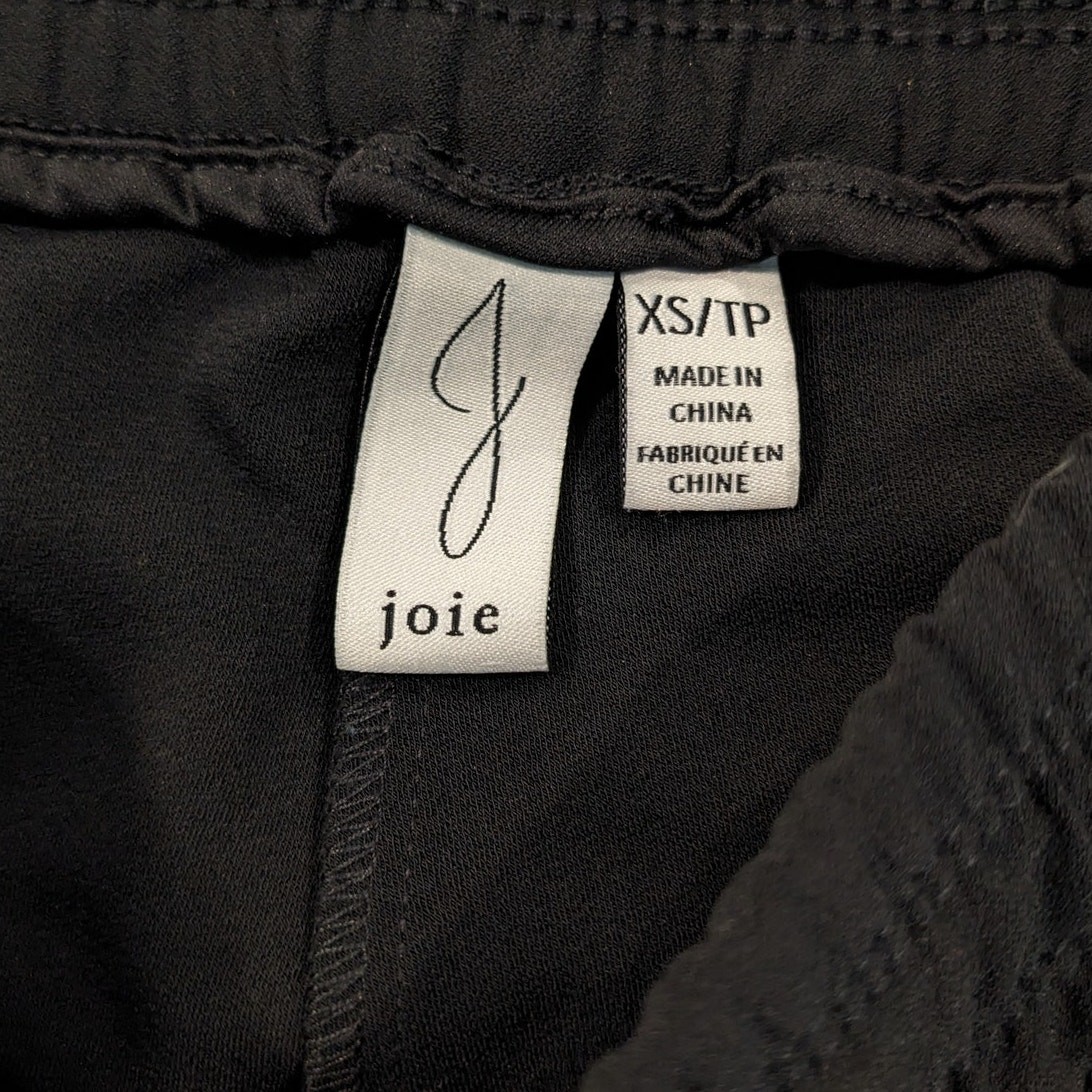 J
joie
XS/TP
MADE IN
CHINA
FABRIQUÉ EN
CHINE